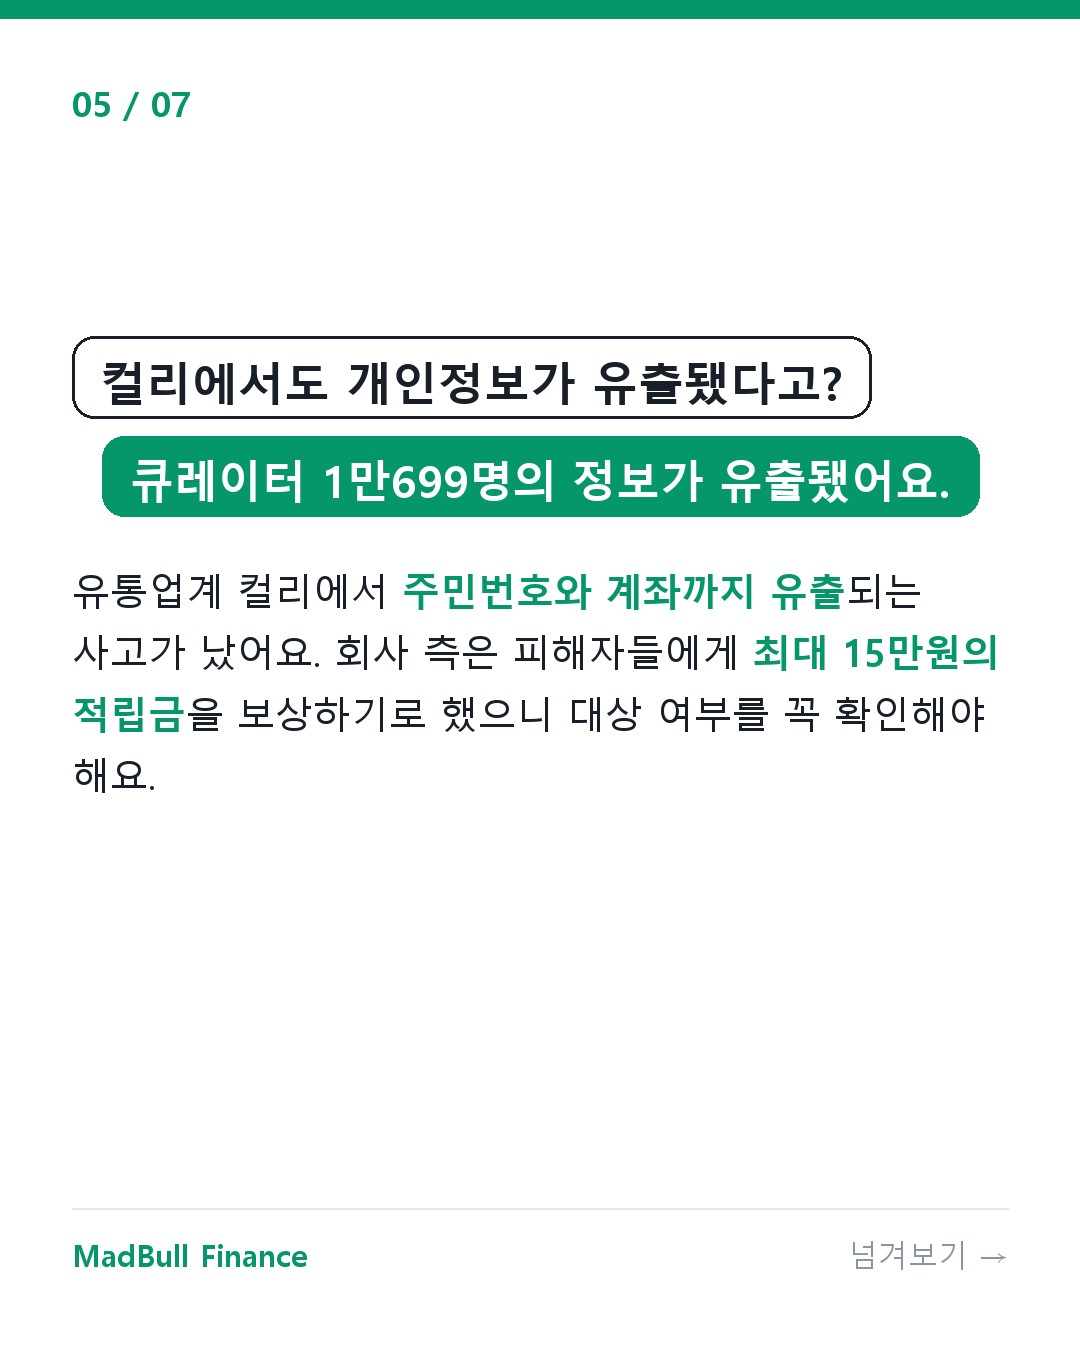 05 / 07
컬리에서도 개인정보가 유출됐다고?
큐레이터 1만699명의 정보가 유출됐어요.
유통업계 컬리에서 주민번호와 계좌까지 유출되는
사고가 났어요. 회사 측은 피해자들에게 최대 15만원의
적립금을 보상하기로 했으니 대상 여부를 꼭 확인해야
해요.
MadBull Finance
넘겨보기 →